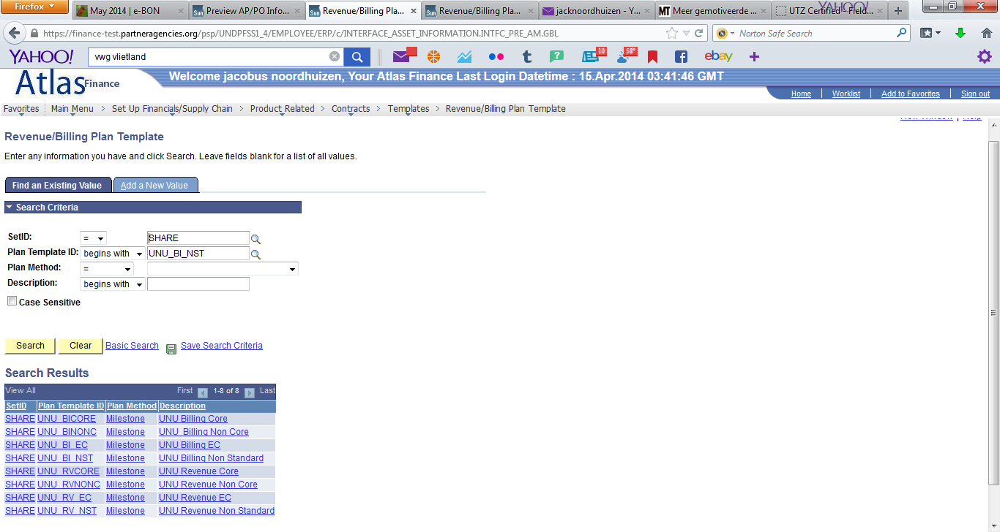 Firefox
May 2014 | e-BON
Preview AP/PO Info...
Revenue/Billing Pla...
Revenue/Billing Pla...
jacknoordhuizen - Y...
Meer gemotiveerde ...
UTZ Certified - Field...
YAHOO!
https://finance-test.partneragencies.org/psp/UNDPFSS1_4/EMPLOYEE/ERP/c/INTERFACE_ASSET_INFORMATION.INTFC_PRE_AM.GBL
Norton Safe Search
YAHOO! vwg vlietland 10 58° ebay
Atlas Finance
Welcome jacobus noordhuizen, Your Atlas Finance Last Login Datetime : 15.Apr.2014 03:41:46 GMT
Home Worklist Add to Favorites Sign out
Favorites Main Menu > Set Up Financials/Supply Chain > Product Related > Contracts > Templates > Revenue/Billing Plan Template
New Window | Help
Revenue/Billing Plan Template
Enter any information you have and click Search. Leave fields blank for a list of all values.
Find an Existing Value Add a New Value
Search Criteria
SetID: = SHARE
Plan Template ID: begins with UNU_BI_NST
Plan Method: =
Description: begins with
Case Sensitive
Search Clear Basic Search Save Search Criteria
Search Results
View All First 1-8 of 8 Last
SetID Plan Template ID Plan Method Description
SHARE UNU_BICORE Milestone UNU Billing Core
SHARE UNU_BINONC Milestone UNU Billing Non Core
SHARE UNU_BI_EC Milestone UNU Billing EC
SHARE UNU_BI_NST Milestone UNU Billing Non Standard
SHARE UNU_RVCORE Milestone UNU Revenue Core
SHARE UNU_RVNONC Milestone UNU Revenue Non Core
SHARE UNU_RV_EC Milestone UNU Revenue EC
SHARE UNU_RV_NST Milestone UNU Revenue Non Standard